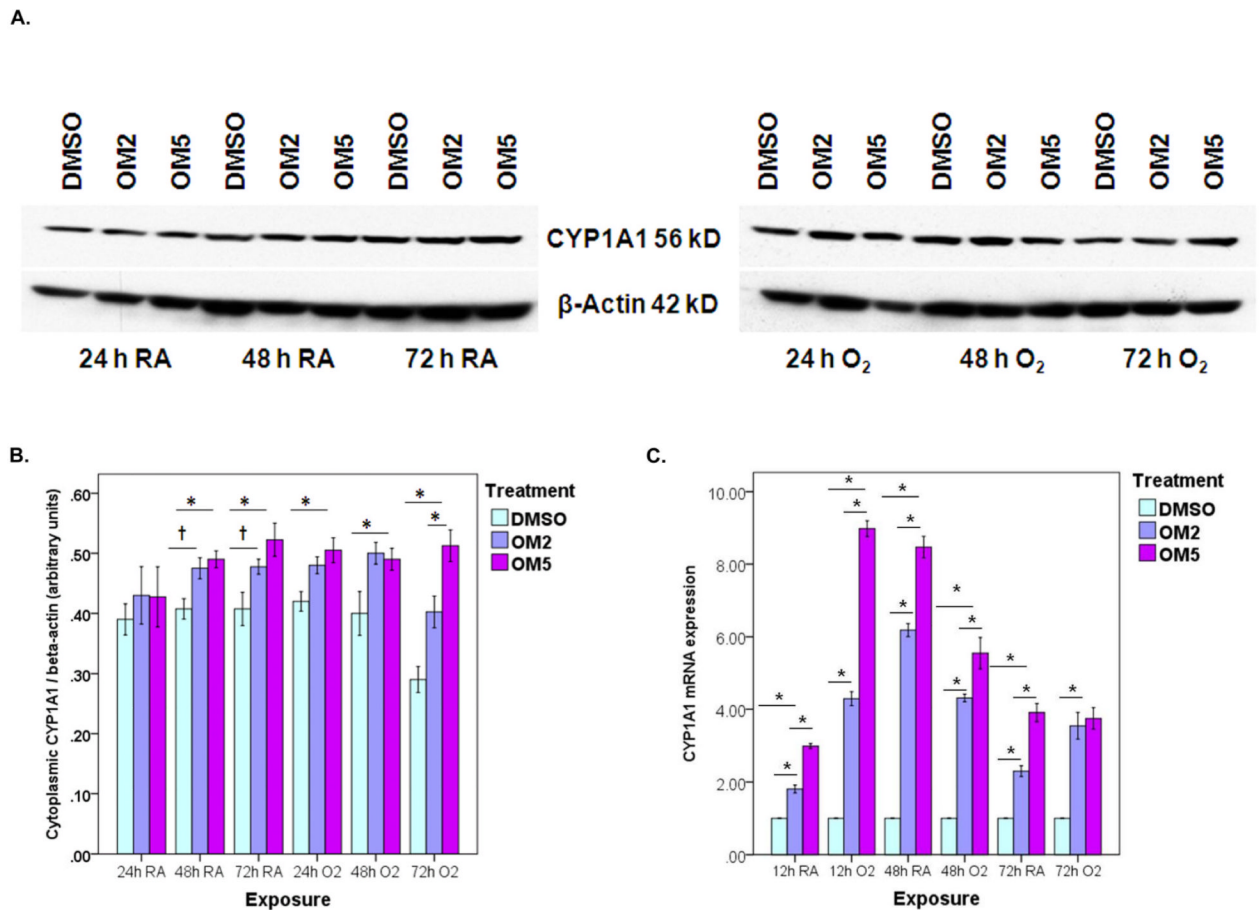 A.
DMSO OM2 OM5 DMSO OM2 OM5 DMSO OM2 OM5
DMSO OM2 OM5 DMSO OM2 OM5 DMSO OM2 OM5
CYP1A1 56 kD
β-Actin 42 kD
24 h RA 48 h RA 72 h RA
24 h O₂ 48 h O₂ 72 h O₂
B.
Cytoplasmic CYP1A1 / beta-actin (arbitrary units)
.60
.50
.40
.30
.20
.10
.00
* * * * * *
† †
24h RA 48h RA 72h RA 24h O2 48h O2 72h O2
Exposure
Treatment
DMSO
OM2
OM5
C.
CYP1A1 mRNA expression
10.00
8.00
6.00
4.00
2.00
.00
* * * * * * * * * * * * * * * *
12h RA 12h O2 48h RA 48h O2 72h RA 72h O2
Exposure
Treatment
DMSO
OM2
OM5